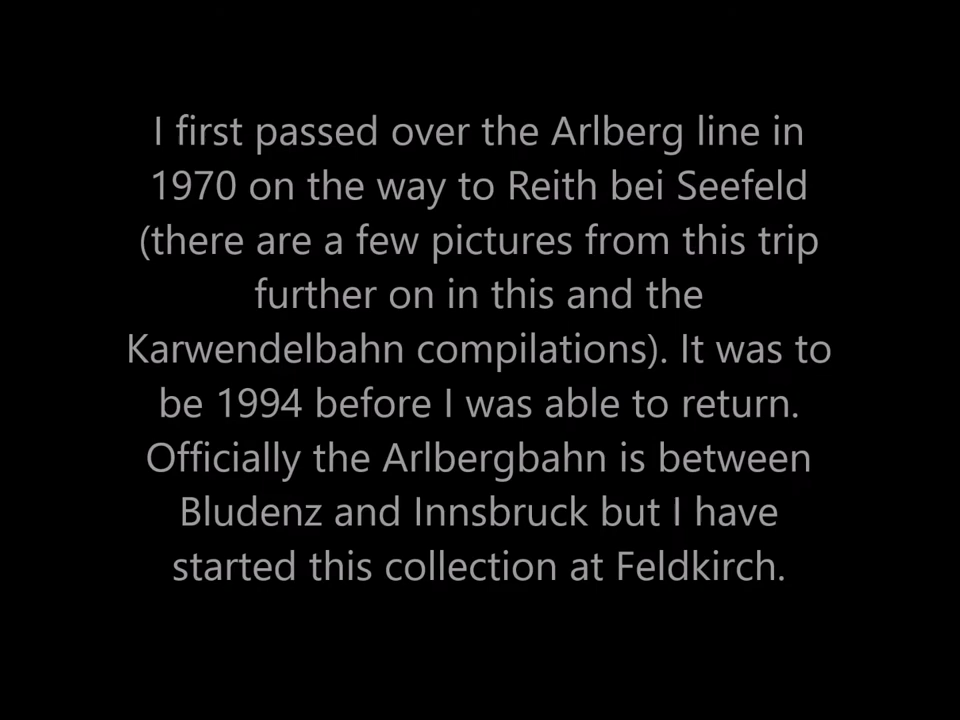 I first passed over the Arlberg line in
1970 on the way to Reith bei Seefeld
(there are a few pictures from this trip
further on in this and the
Karwendelbahn compilations). It was to
be 1994 before I was able to return.
Officially the Arlbergbahn is between
Bludenz and Innsbruck but I have
started this collection at Feldkirch.